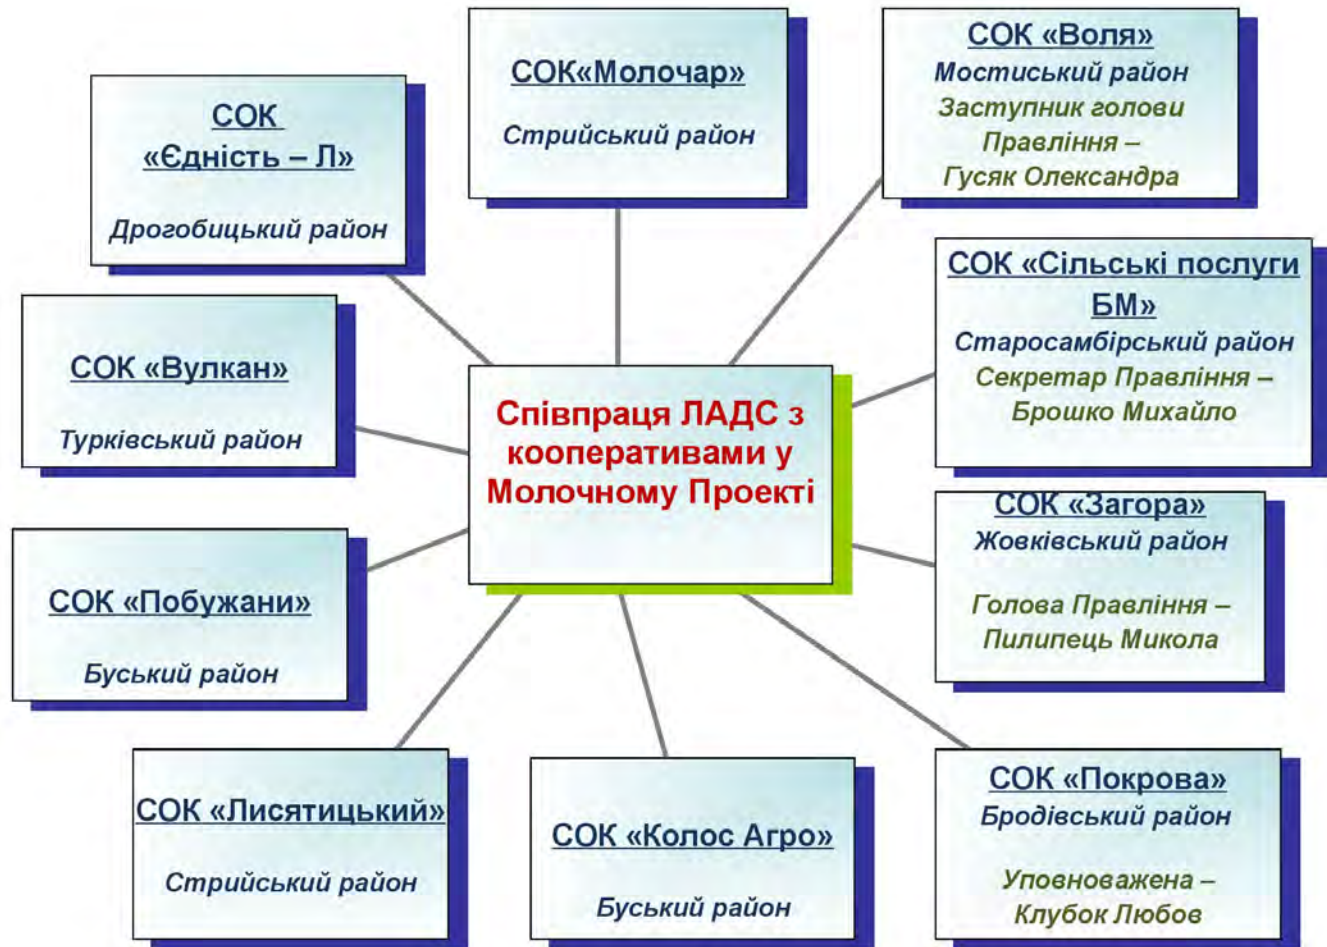 СОК «Воля»
Мостиський район
Заступник голови
Правління –
Гусяк Олександра
СОК«Молочар»
Стрийський район
СОК
«Єдність – Л»
Дрогобицький район
СОК «Сільські послуги
БМ»
Старосамбірський район
Секретар Правління –
Брошко Михайло
СОК «Вулкан»
Турківський район
Співпраця ЛАДС з
кооперативами у
Молочному Проекті
СОК «Загора»
Жовківський район
Голова Правління –
Пилипець Микола
СОК «Побужани»
Буський район
СОК «Лисятицький»
Стрийський район
СОК «Колос Агро»
Буський район
СОК «Покрова»
Бродівський район
Уповноважена –
Клубок Любов